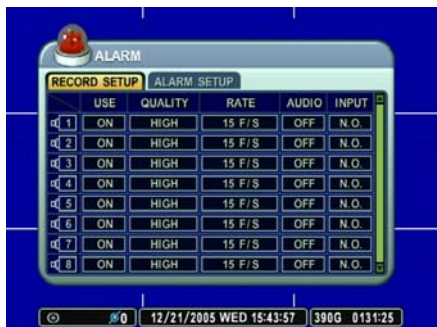 ALARM
RECORD SETUP ALARM SETUP
USE QUALITY RATE AUDIO INPUT
1 ON HIGH 15 F/S OFF N.O.
2 ON HIGH 15 F/S OFF N.O.
3 ON HIGH 15 F/S OFF N.O.
4 ON HIGH 15 F/S OFF N.O.
5 ON HIGH 15 F/S OFF N.O.
6 ON HIGH 15 F/S OFF N.O.
7 ON HIGH 15 F/S OFF N.O.
8 ON HIGH 15 F/S OFF N.O.
0 12/21/2005 WED 15:43:57 390G 0131:25